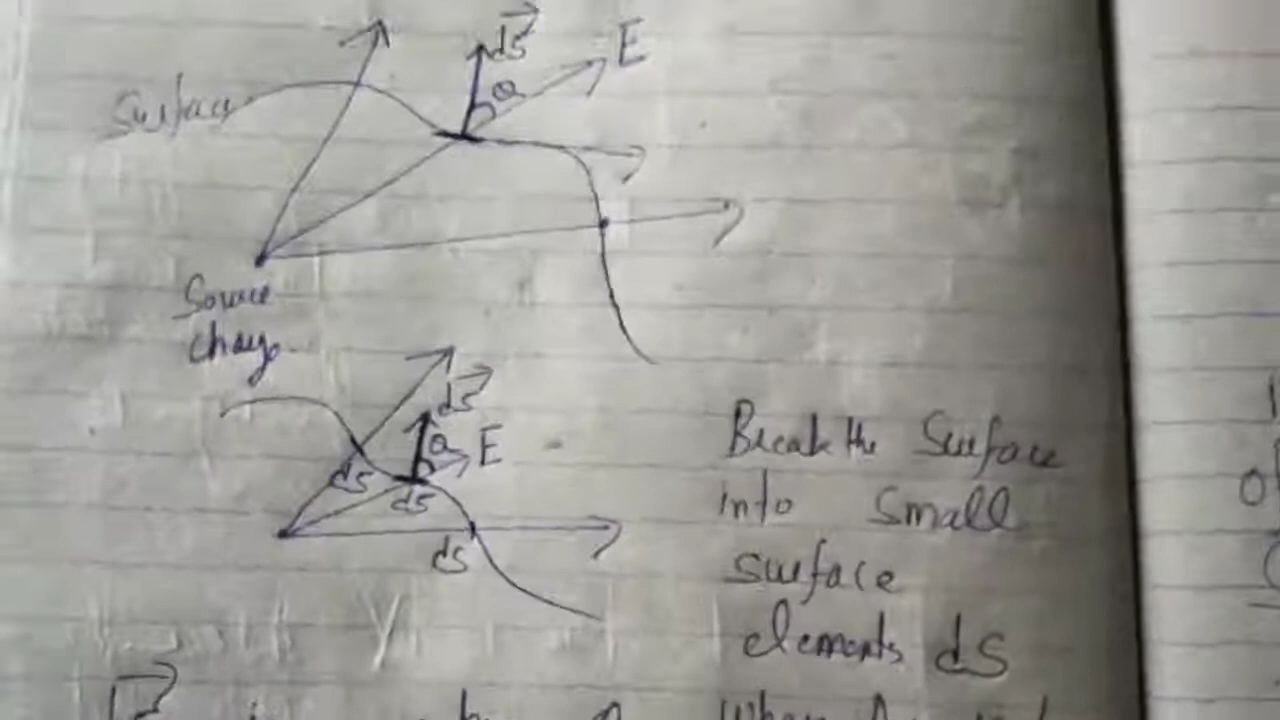 ds
E
Surface
Q
Source
charge
ds
Q E
ds
ds
ds
Break the Surface
into Small
surface
elements ds